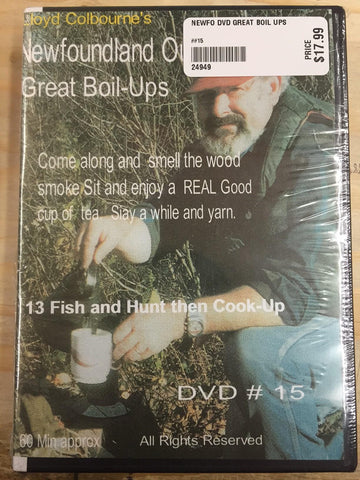 Lloyd Colbourne's
Newfoundland
Great Boil-Ups
NEWFO DVD GREAT BOIL UPS
##15
24949
PRICE
$17.99
Come along and smell the wood
smoke Sit and enjoy a REAL Good
cup of tea. Stay a while and yarn.
13 Fish and Hunt then Cook-Up
DVD # 15
60 Min approx
All Rights Reserved